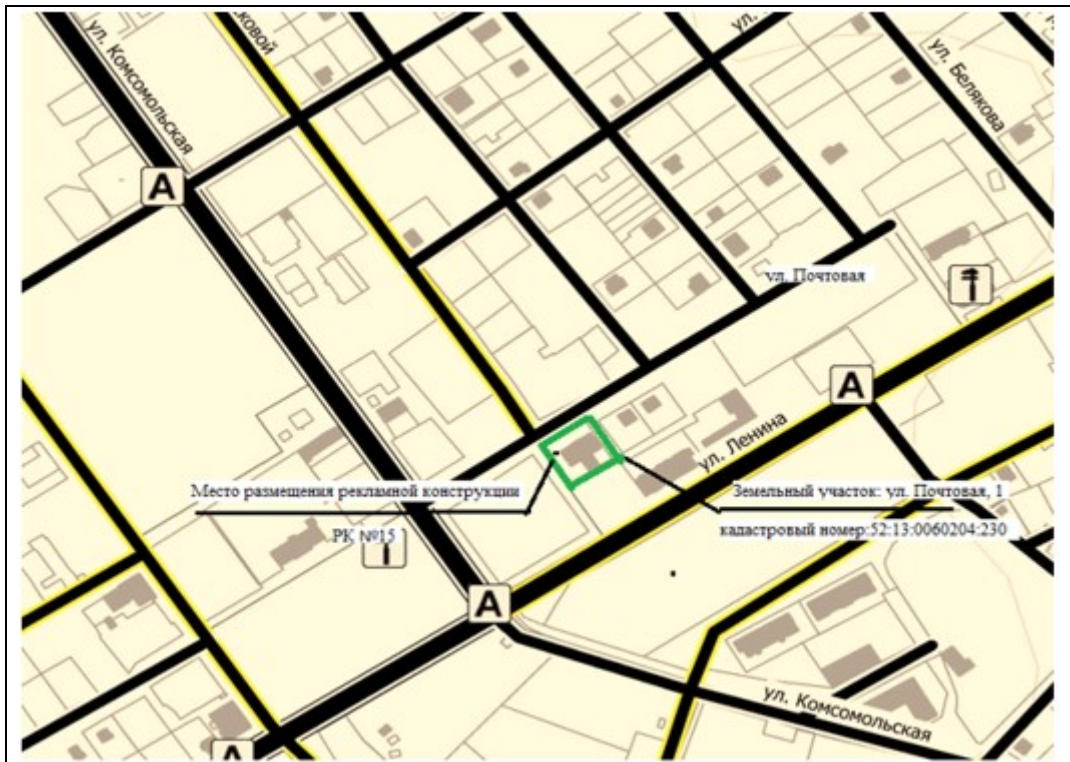 ул. Комсомольская
ковой
ул.
ул. Белякова
А
ул. Почтовая
А
ул. Ленина
Место размещения рекламной конструкции
Земельный участок: ул. Почтовая, 1
РК №15
кадастровый номер:52:13:0060204:230
А
ул. Комсомольская
А